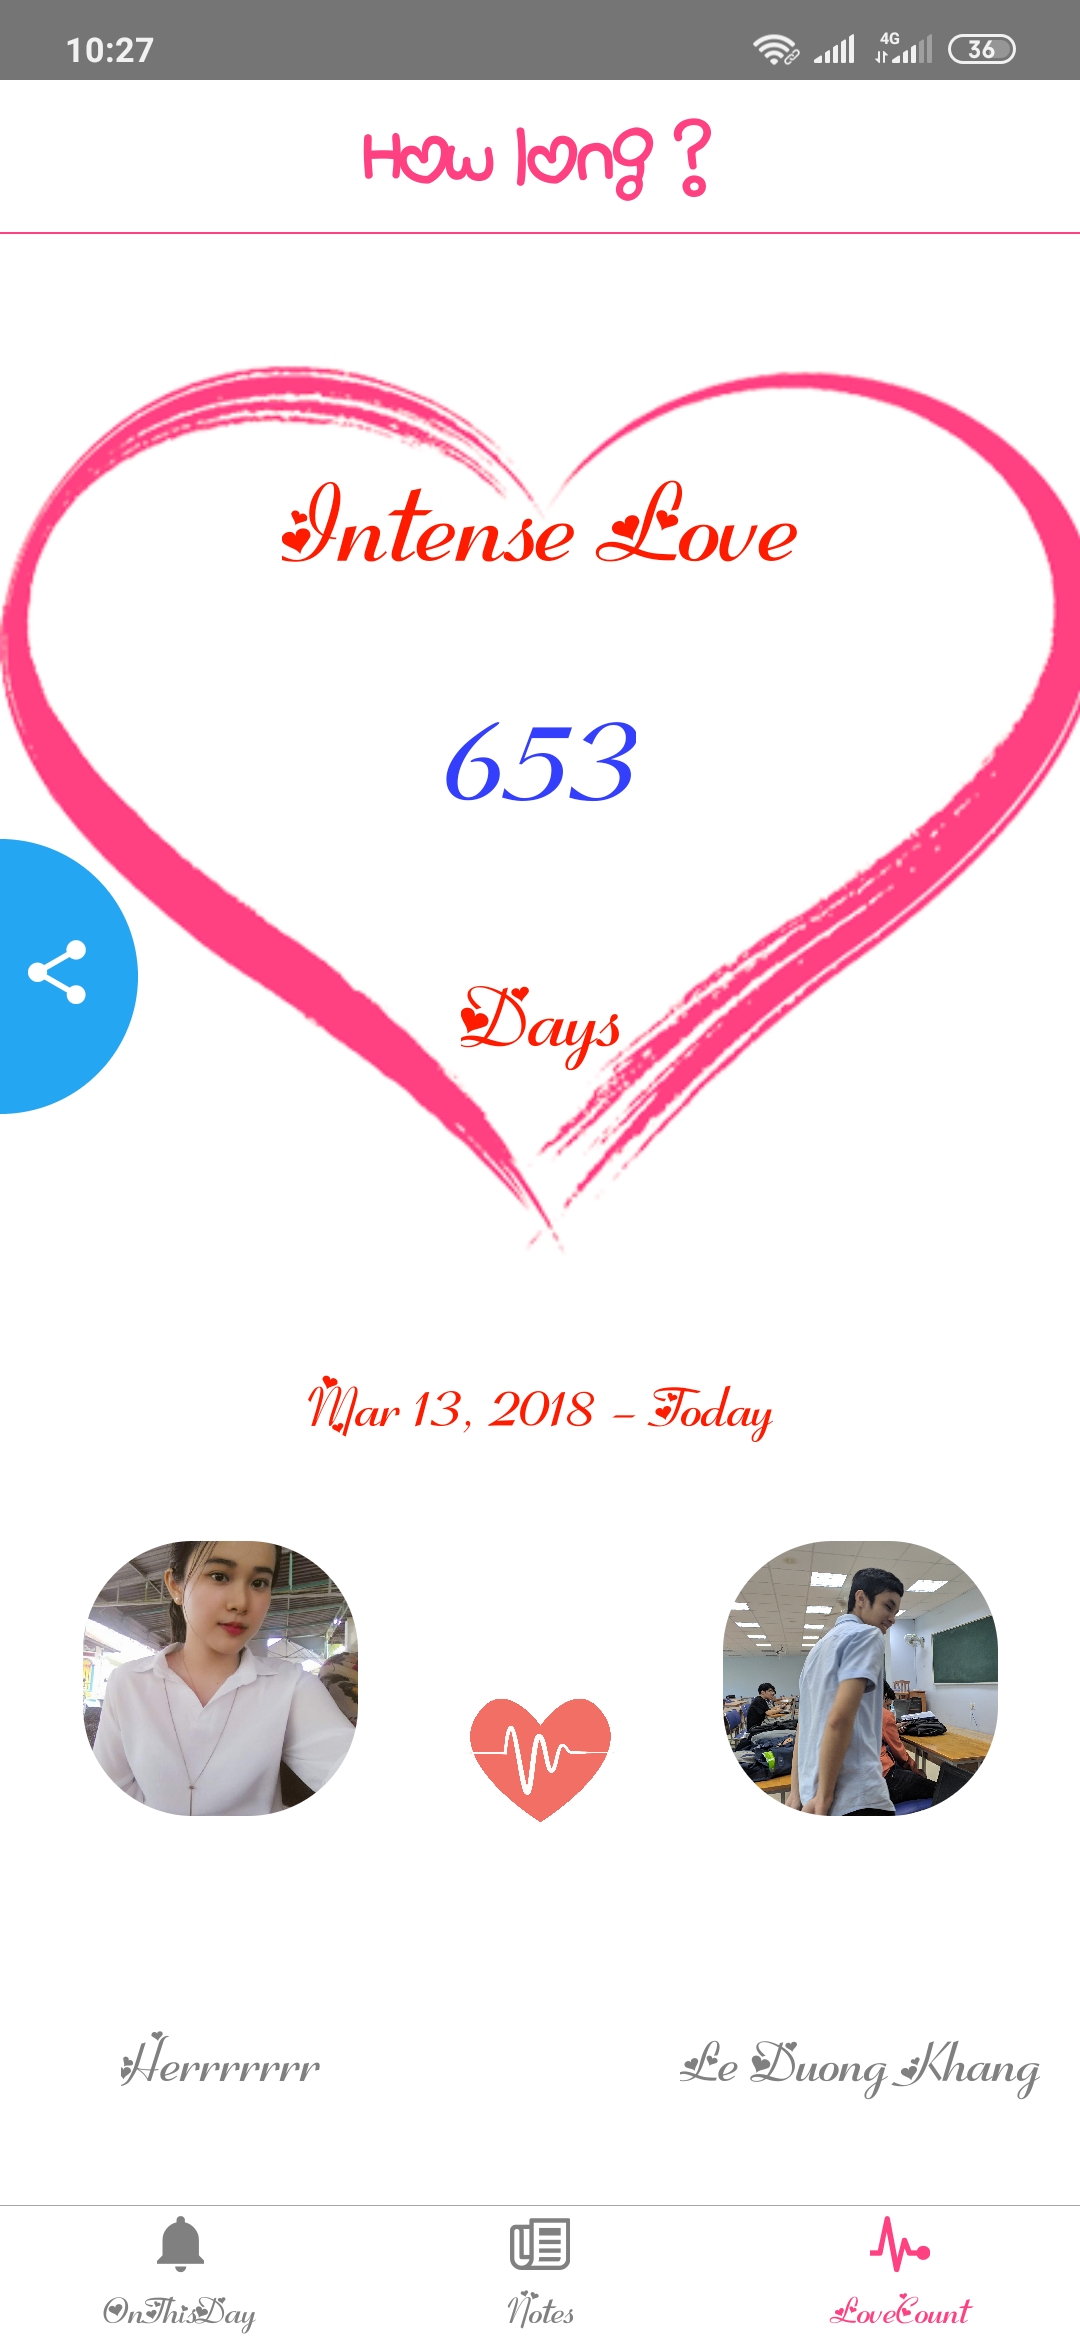 10:27
4G
36
How long ?
Intense Love
653
Days
Mar 13, 2018 - Today
Herrrrrrr
Le Duong Khang
OnThisDay
Notes
LoveCount